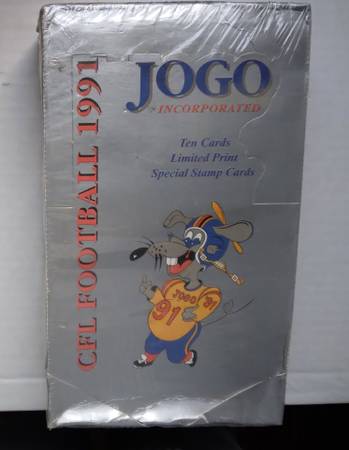 CFL FOOTBALL 1991
JOGO
INCORPORATED
Ten Cards
Limited Print
Special Stamp Cards
JOGO '91
91